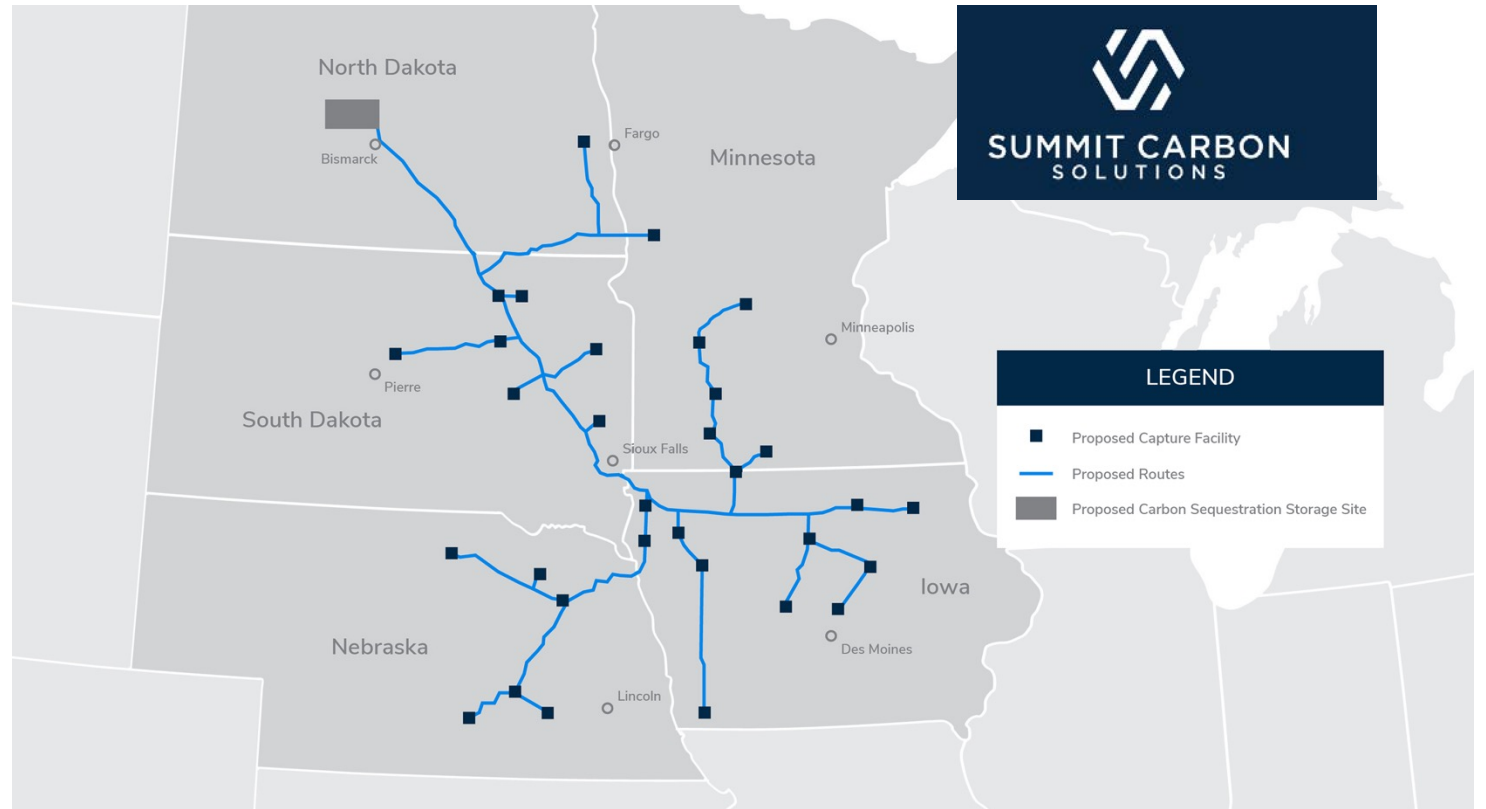 North Dakota
SUMMIT CARBON
SOLUTIONS
Fargo
Bismarck
Minnesota
Minneapolis
LEGEND
Pierre
South Dakota
Proposed Capture Facility
Sioux Falls
Proposed Routes
Proposed Carbon Sequestration Storage Site
Iowa
Nebraska
Des Moines
Lincoln